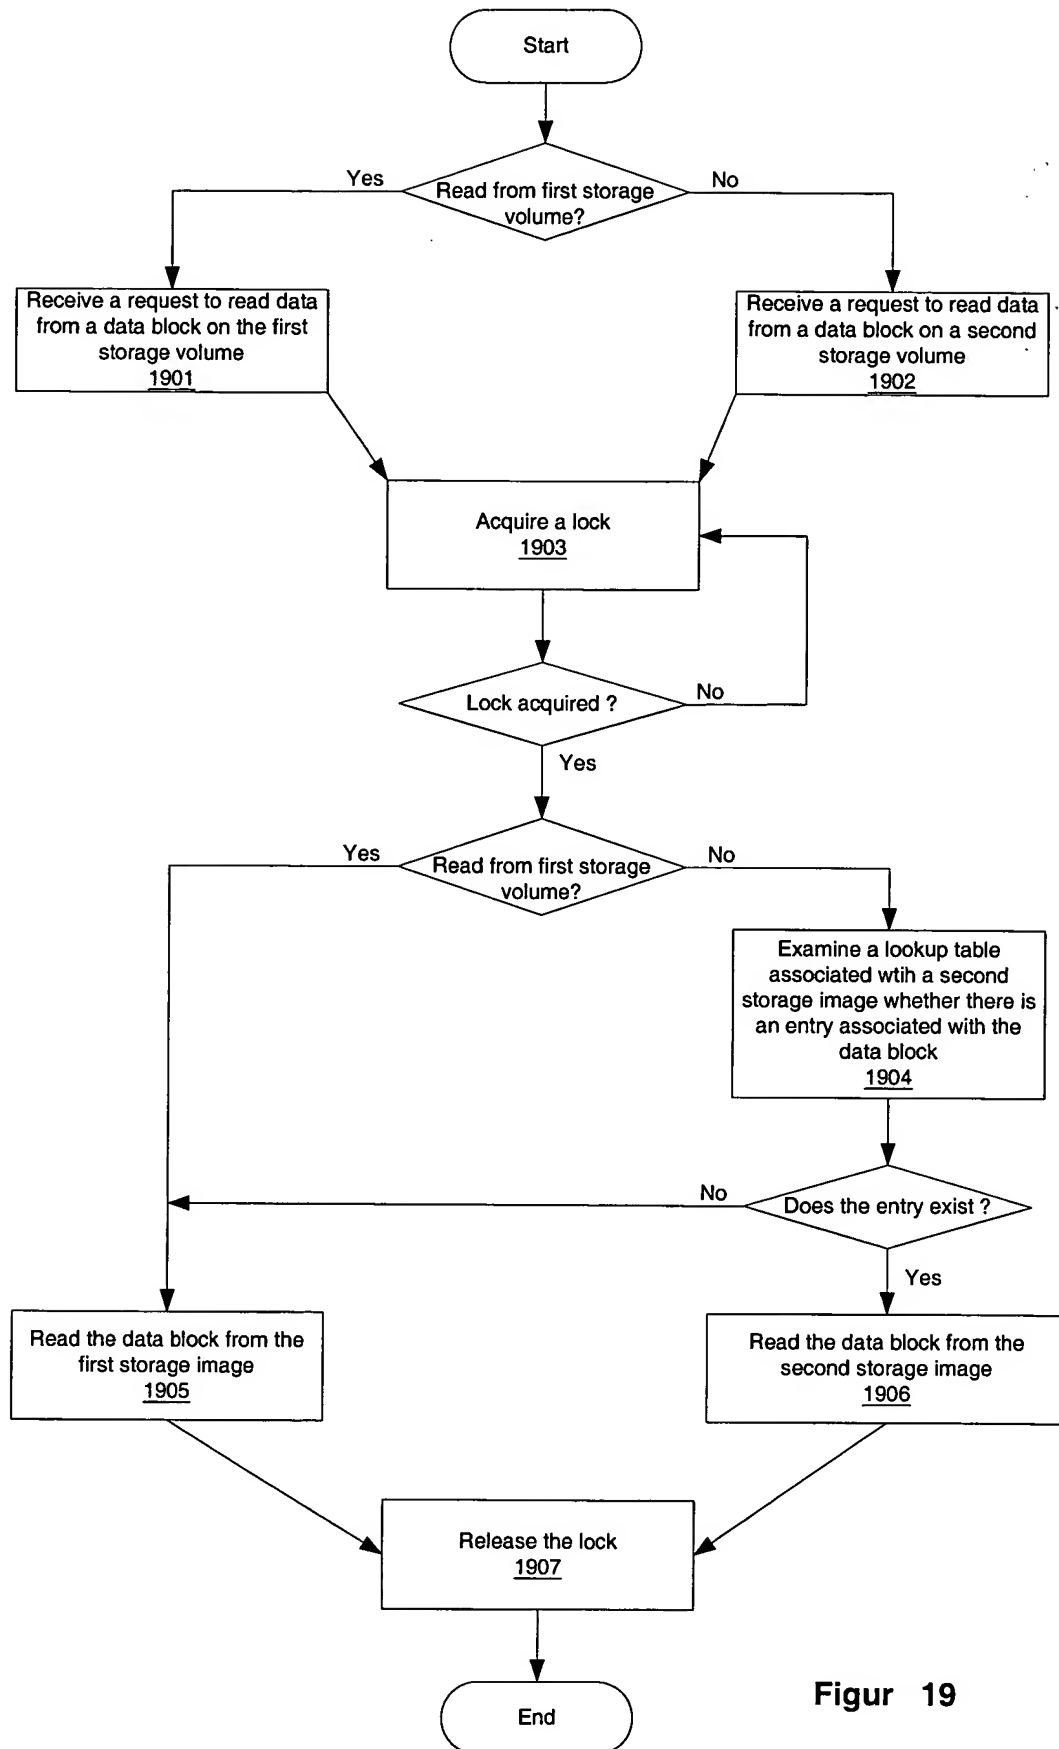 Start
Yes
No
Read from first storage
volume?
Receive a request to read data
from a data block on the first
storage volume
1901
Receive a request to read data
from a data block on a second
storage volume
1902
Acquire a lock
1903
Lock acquired ?
No
Yes
Yes
No
Read from first storage
volume?
Examine a lookup table
associated wtih a second
storage image whether there is
an entry associated with the
data block
1904
No
Does the entry exist ?
Yes
Read the data block from the
first storage image
1905
Read the data block from the
second storage image
1906
Release the lock
1907
End
Figur 19